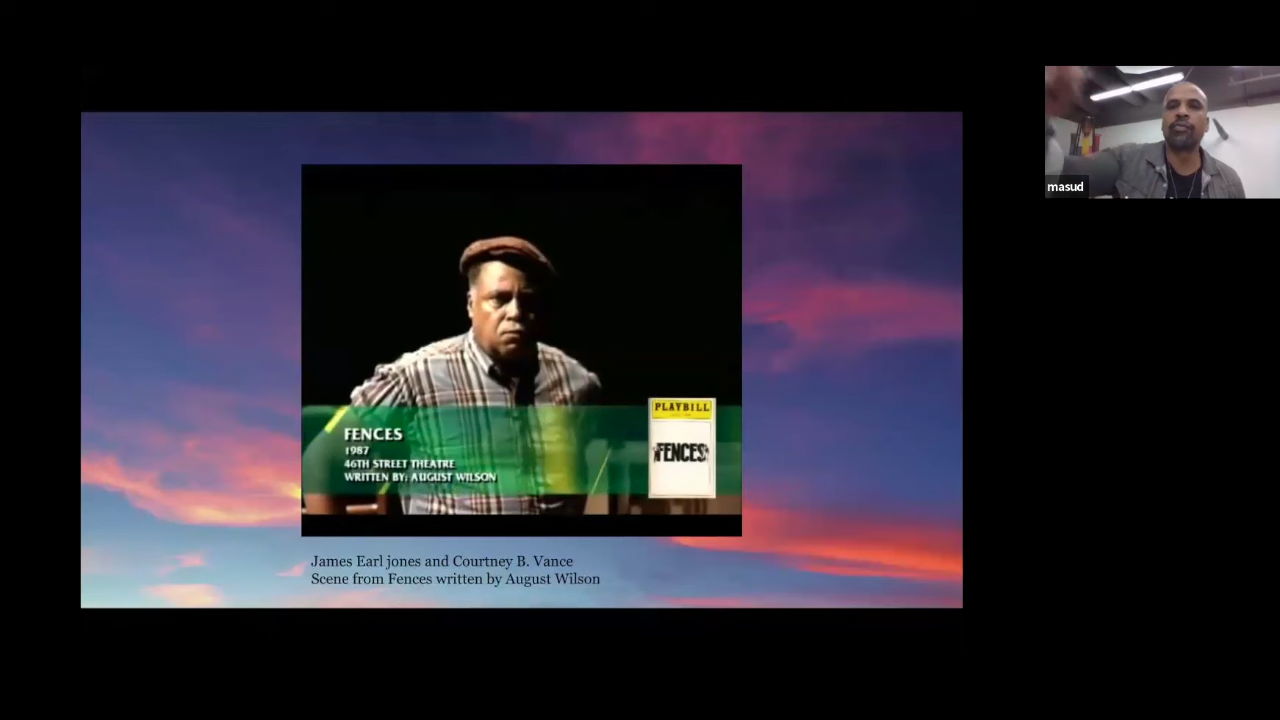 FENCES
1987
46TH STREET THEATRE
WRITTEN BY: AUGUST WILSON
PLAYBILL
FENCES
James Earl jones and Courtney B. Vance
Scene from Fences written by August Wilson
masud